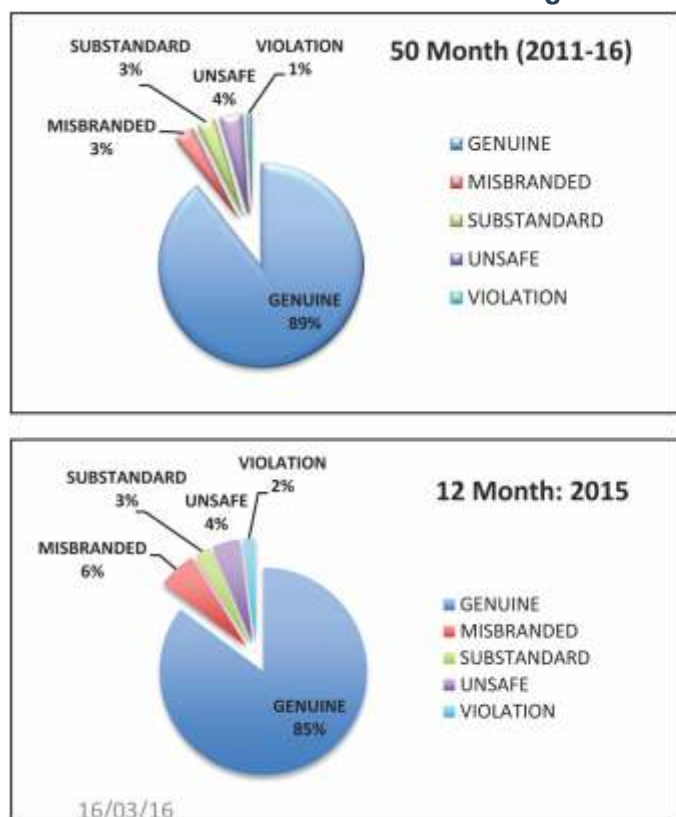 SUBSTANDARD
3%
VIOLATION
1%
50 Month (2011-16)
UNSAFE
4%
MISBRANDED
3%
GENUINE
MISBRANDED
SUBSTANDARD
UNSAFE
VIOLATION
GENUINE
89%
VIOLATION
2%
SUBSTANDARD
3%
UNSAFE
4%
12 Month: 2015
MISBRANDED
6%
GENUINE
MISBRANDED
SUBSTANDARD
UNSAFE
VIOLATION
GENUINE
85%
16/03/16